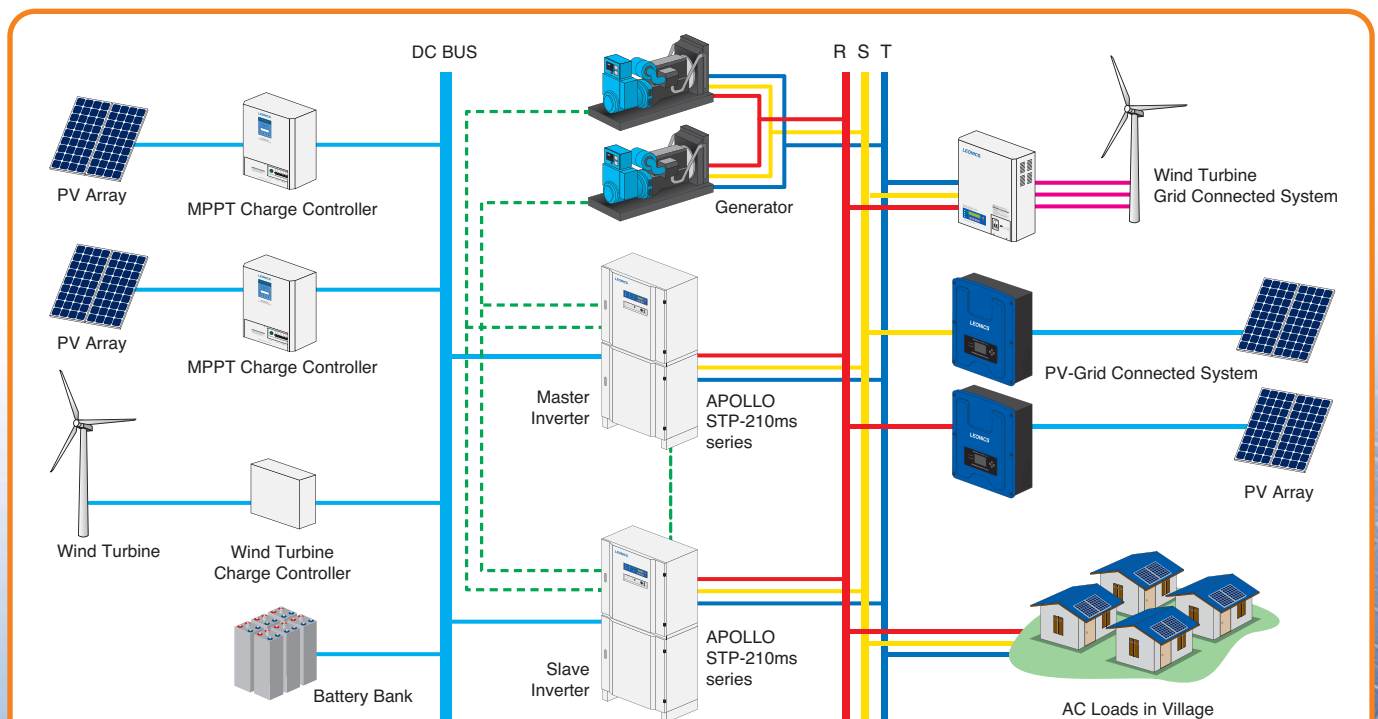 DC BUS
R S T
PV Array
LEONICS
MPPT Charge Controller
Generator
LEONICS
Wind Turbine
Grid Connected System
PV Array
LEONICS
MPPT Charge Controller
LEONICS
Master
Inverter
APOLLO
STP-210ms
series
LEONICS
PV-Grid Connected System
LEONICS
PV Array
Wind Turbine
Wind Turbine
Charge Controller
Battery Bank
LEONICS
Slave
Inverter
APOLLO
STP-210ms
series
AC Loads in Village